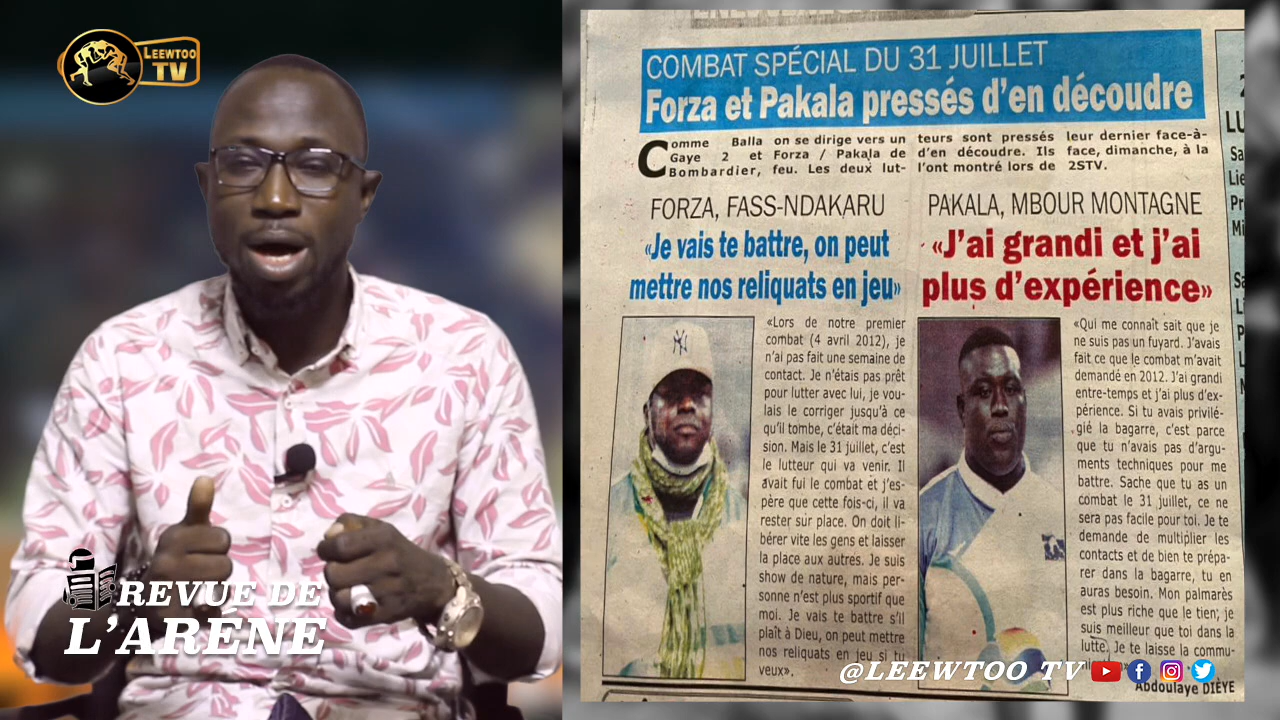 LEEWTOO
TV
REVUE DE
L'ARÈNE
COMBAT SPÉCIAL DU 31 JUILLET
Forza et Pakala pressés d'en découdre
Comme Balla
Gaye 2 et
Bombardier,
on se dirige vers un
Forza / Pakala de
feu. Les deux lut-
teurs sont pressés
d'en découdre. Ils
l'ont montré lors de
leur dernier face-à-
face, dimanche, à la
2STV.
FORZA, FASS-NDAKARU
«Je vais te battre, on peut
mettre nos reliquats en jeu»
«Lors de notre premier
combat (4 avril 2012), je
n'ai pas fait une semaine de
contact. Je n'étais pas prêt
pour lutter avec lui, je vou-
lais le corriger jusqu'à ce
qu'il tombe, c'était ma déci-
sion. Mais le 31 juillet, c'est
le lutteur qui va venir. Il
avait fui le combat et j'es-
père que cette fois-ci, il va
rester sur place. On doit li-
bérer vite les gens et laisser
la place aux autres. Je suis
show de nature, mais per-
sonne n'est plus sportif que
moi. Je vais te battre s'il
plaît à Dieu, on peut mettre
nos reliquats en jeu si tu
veux».
PAKALA, MBOUR MONTAGNE
«J'ai grandi et j'ai
plus d'expérience»
«Qui me connaît sait que je
ne suis pas un fuyard. J'avais
fait ce que le combat m'avait
demandé en 2012. J'ai grandi
entre-temps et j'ai plus d'ex-
périence. Si tu avais privilé-
gié la bagarre, c'est parce
que tu n'avais pas d'argu-
ments techniques pour me
battre. Sache que tu as un
combat le 31 juillet, ce ne
sera pas facile pour toi. Je te
demande de multiplier les
contacts et de bien te prépa-
rer dans la bagarre, tu en
auras besoin. Mon palmarès
est plus riche que le tien, je
suis meilleur que toi dans la
lutte. Je te laisse la commu-
Abdoulaye DIÈYE
@LEEWTOO TV